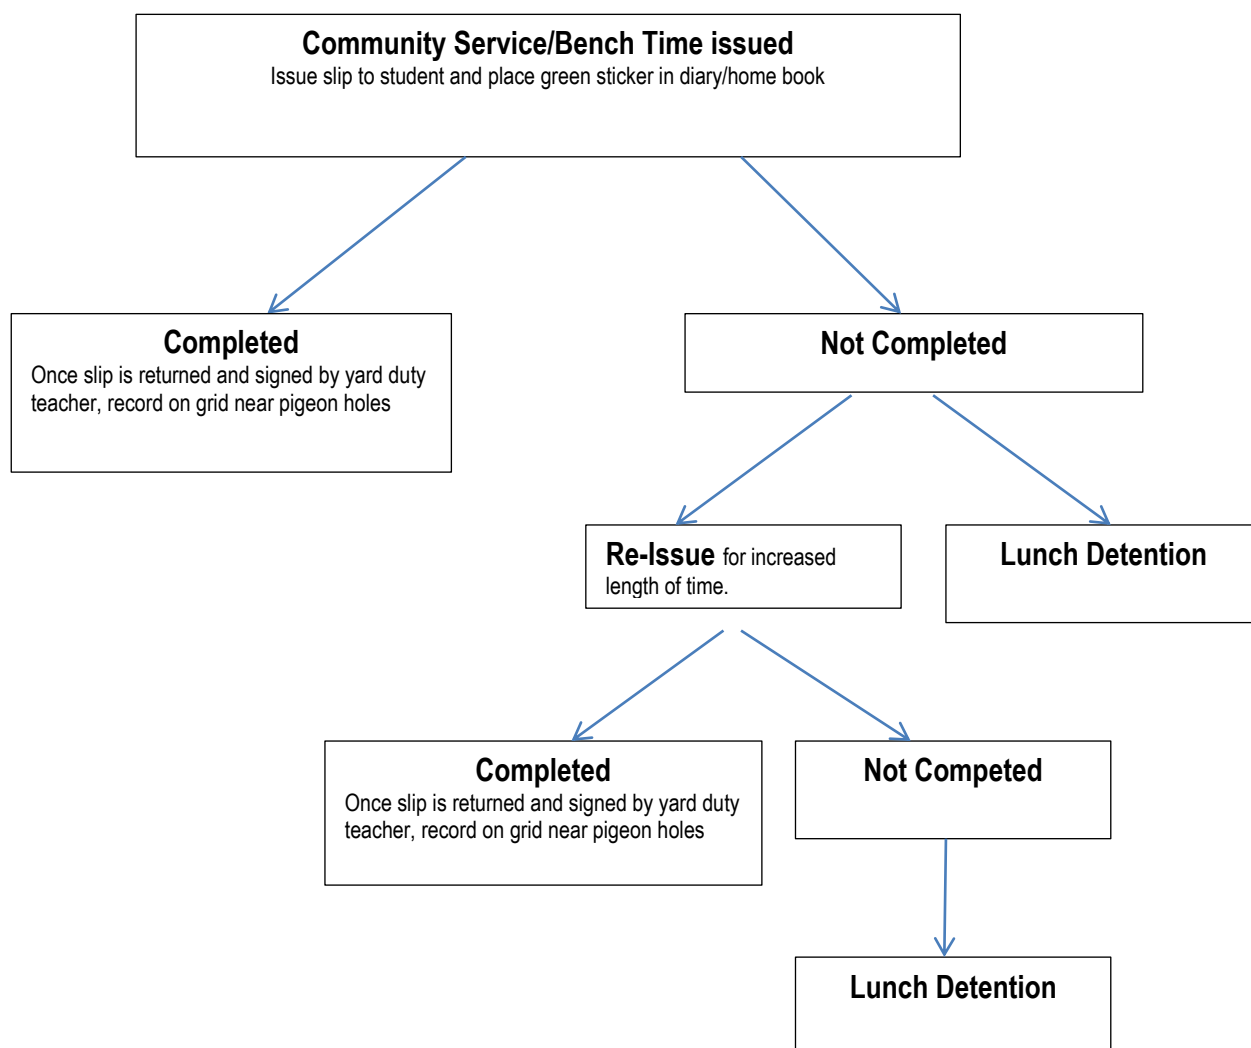 Community Service/Bench Time issued
Issue slip to student and place green sticker in diary/home book
Completed
Once slip is returned and signed by yard duty
teacher, record on grid near pigeon holes
Not Completed
Re-Issue for increased
length of time.
Lunch Detention
Completed
Once slip is returned and signed by yard duty
teacher, record on grid near pigeon holes
Not Competed
Lunch Detention